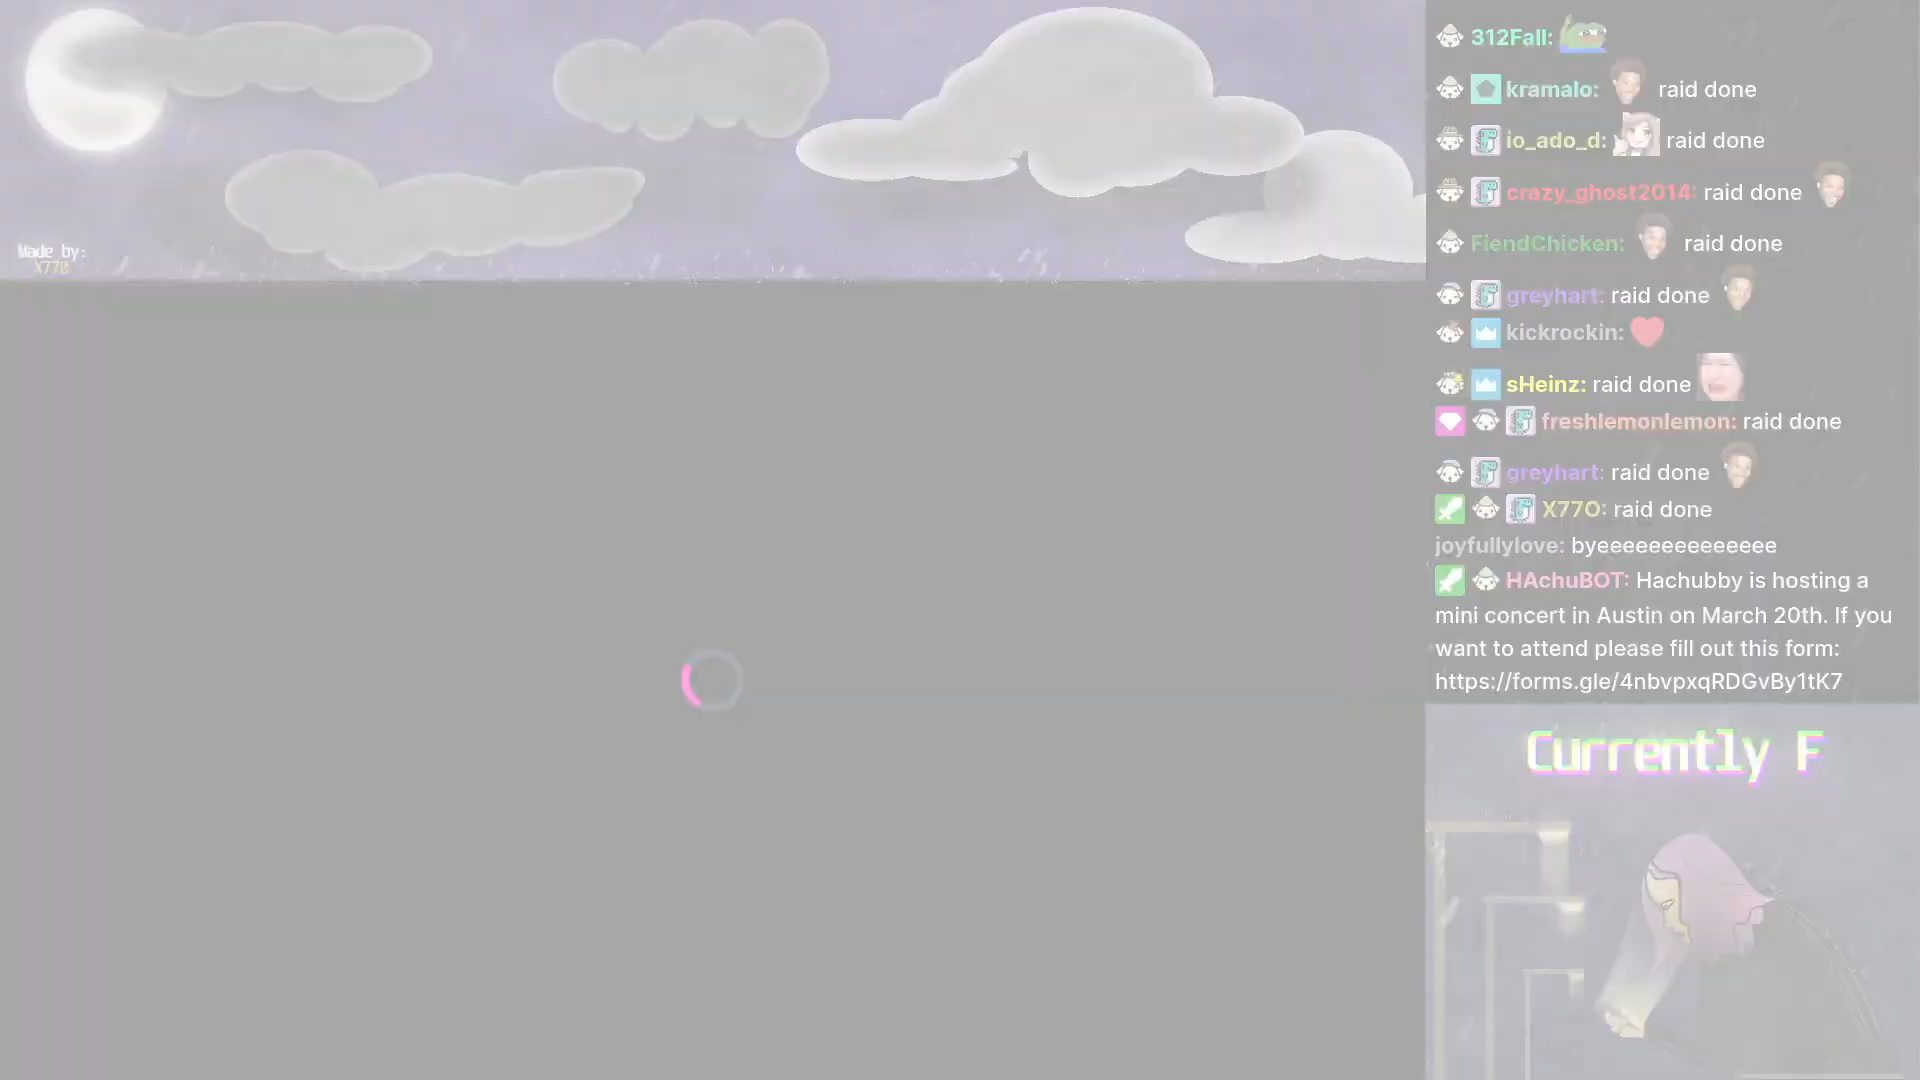 Made by:
X770
312Fall:
kramalo: raid done
io_ado_d: raid done
crazy_ghost2014: raid done
FiendChicken: raid done
greyhart: raid done
kickrockin:
sHeinz: raid done
freshlemonlemon: raid done
greyhart: raid done
X77O: raid done
joyfullylove: byeeeeeeeeeeeeee
HAchuBOT: Hachubby is hosting a
mini concert in Austin on March 20th. If you
want to attend please fill out this form:
https://forms.gle/4nbvpxqRDGvBy1tK7
Currently F